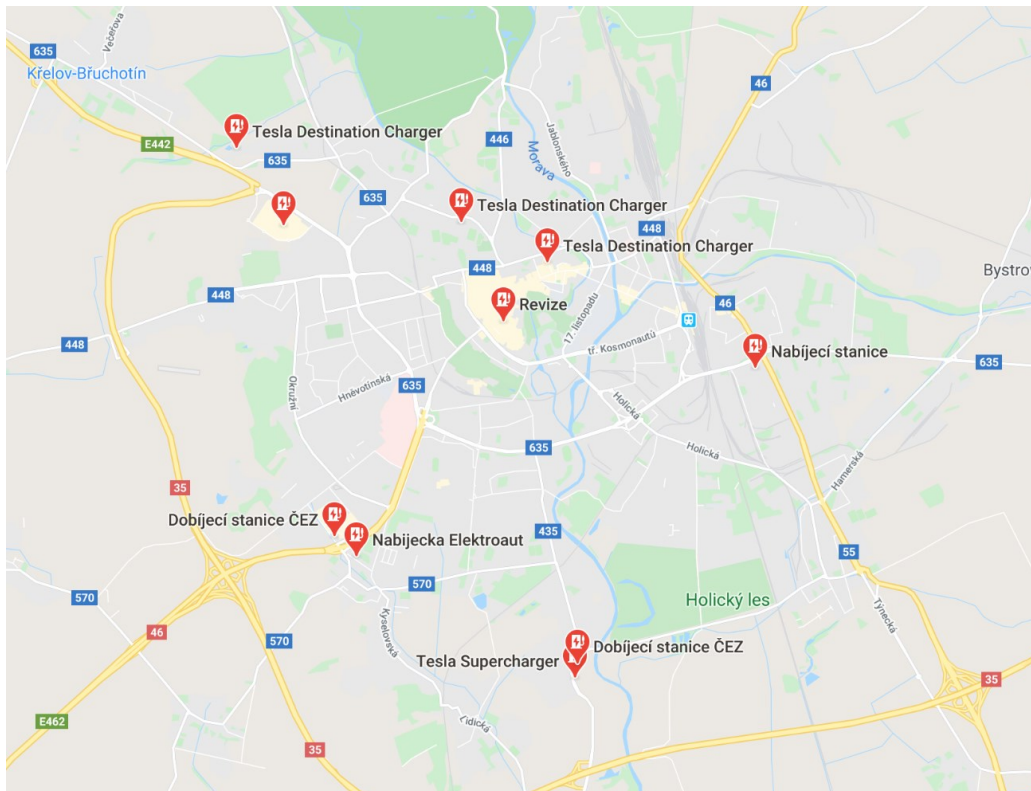 Večeřova
635
Křelov-Břuchotín
46
Tesla Destination Charger
446
Jablonského
E442
635
Morava
635
Tesla Destination Charger
448
Tesla Destination Charger
448
Bystrov
448
46
Revize
17. listopadu
tř. Kosmonautů
448
Nabíjecí stanice
635
Hněvotínská
Okružní
635
Holická
635
Holická
Hamerská
35
Dobíjecí stanice ČEZ
Nabijecka Elektroaut
435
55
570
570
Holický les
Týnecká
Kyselovská
46
570
Dobíjecí stanice ČEZ
Tesla Supercharger
35
E462
Lidická
35